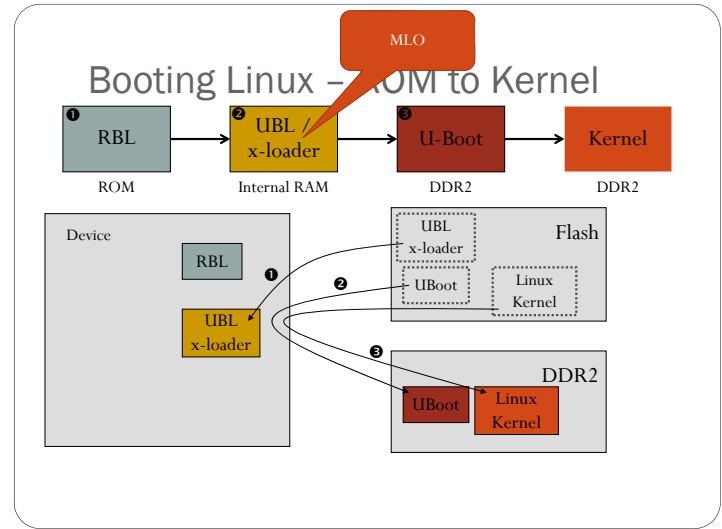 MLO
Booting Linux – ROM to Kernel
❶
RBL
❷
UBL /
x-loader
❸
U-Boot
Kernel
ROM
Internal RAM
DDR2
DDR2
Device
RBL
UBL
x-loader
❶
❷
❸
Flash
UBL
x-loader
UBoot
Linux
Kernel
DDR2
UBoot
Linux
Kernel